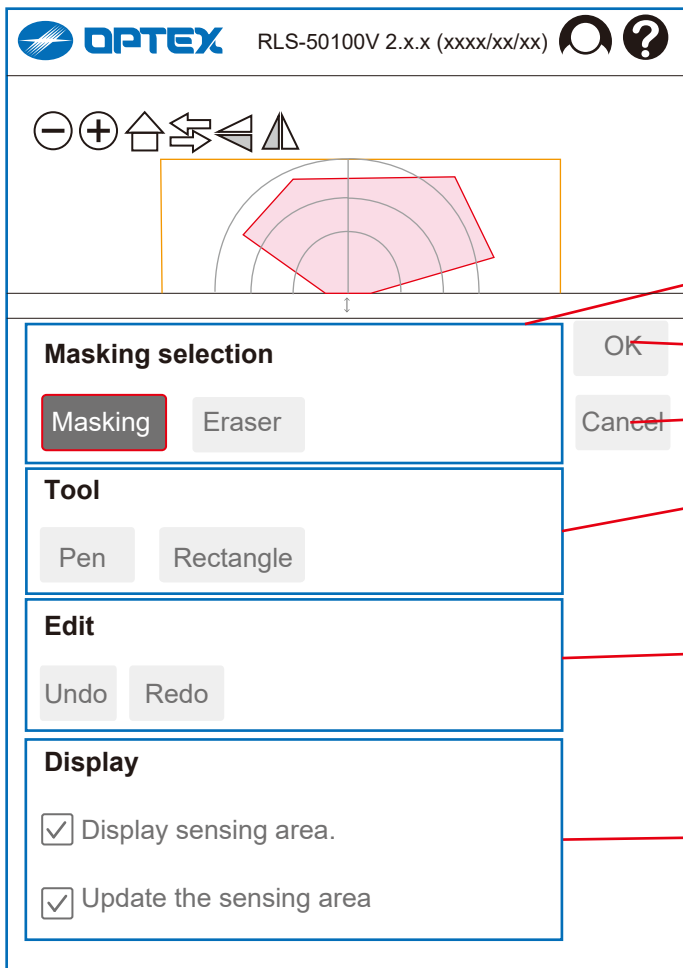 OPTEX RLS-50100V 2.x.x (xxxx/xx/xx) ?
Masking selection
OK
Masking Eraser
Cancel
Tool
Pen Rectangle
Edit
Undo Redo
Display
Display sensing area.
Update the sensing area